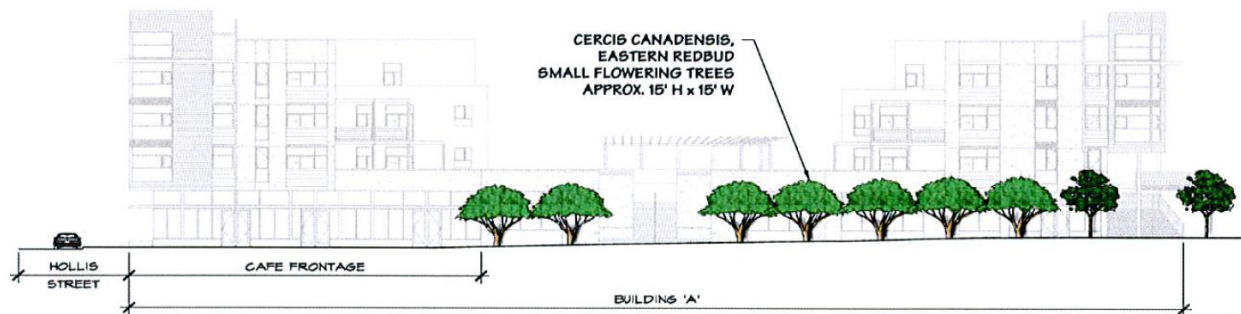 CERCIS CANADENSIS,
EASTERN REDBUD
SMALL FLOWERING TREES
APPROX. 15' H x 15' W
HOLLIS
STREET
CAFE FRONTAGE
BUILDING 'A'